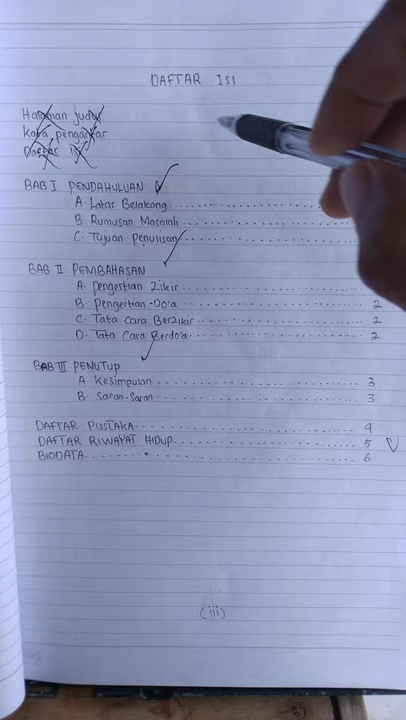 DAFTAR ISI
Halaman judul
Kata pengantar
Daftar isi
BAB I PENDAHULUAN
A. Latar Belakang
B. Rumusan Masalah
C. Tujuan Penulisan
BAB II PEMBAHASAN
A. Pengertian Zikir
B. Pengertian Do'a 2
C. Tata Cara Berzikir 2
D. Tata Cara Berdo'a 2
BAB III PENUTUP
A. Kesimpulan 3
B. Saran-Saran 3
DAFTAR PUSTAKA 4
DAFTAR RIWAYAT HIDUP 5
BIODATA 6
(iii)